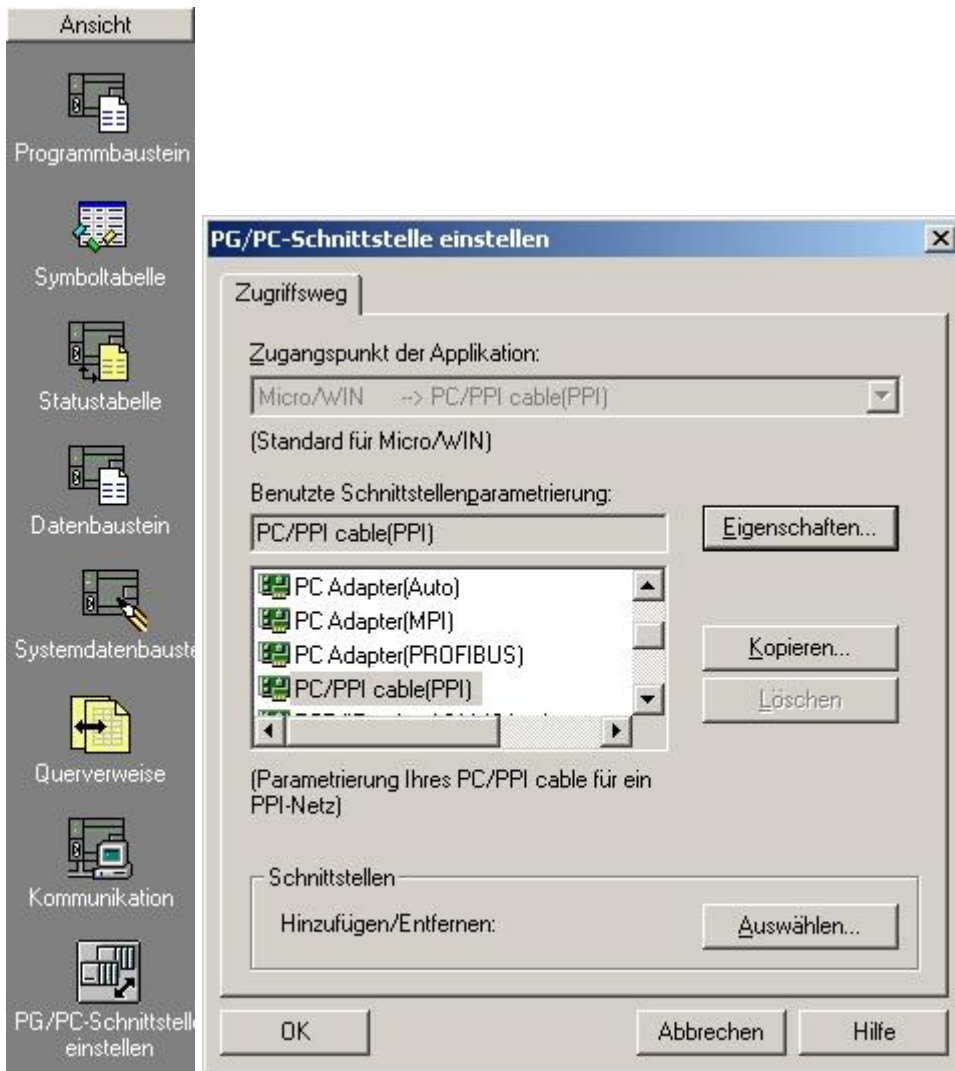 Ansicht
Programmbaustein
Symboltabelle
Statustabelle
Datenbaustein
Systemdatenbauste
Querverweise
Kommunikation
PG/PC-Schnittstell
einstellen
PG/PC-Schnittstelle einstellen
Zugriffsweg
Zugangspunkt der Applikation:
Micro/WIN --> PC/PPI cable(PPI)
(Standard für Micro/WIN)
Benutzte Schnittstellenparametrierung:
PC/PPI cable(PPI)
Eigenschaften...
PC Adapter(Auto)
PC Adapter(MPI)
PC Adapter(PROFIBUS)
PC/PPI cable(PPI)
Kopieren...
Löschen
(Parametrierung Ihres PC/PPI cable für ein
PPI-Netz)
Schnittstellen
Hinzufügen/Entfernen:
Auswählen...
OK
Abbrechen
Hilfe